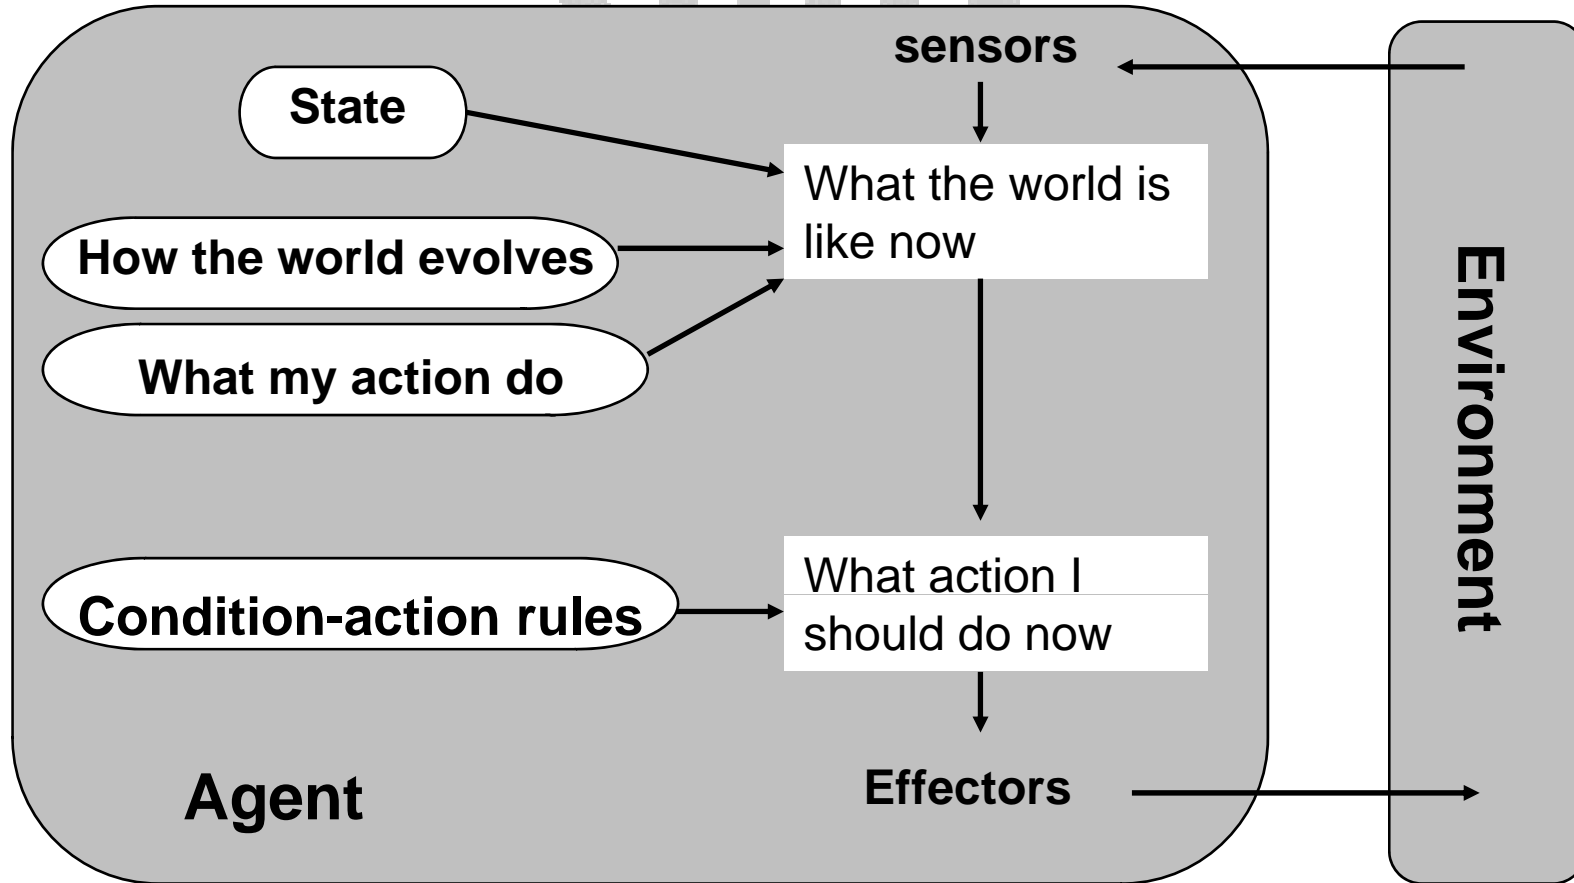 sensors
State
What the world is
like now
How the world evolves
What my action do
Environment
What action I
should do now
Condition-action rules
Effectors
Agent